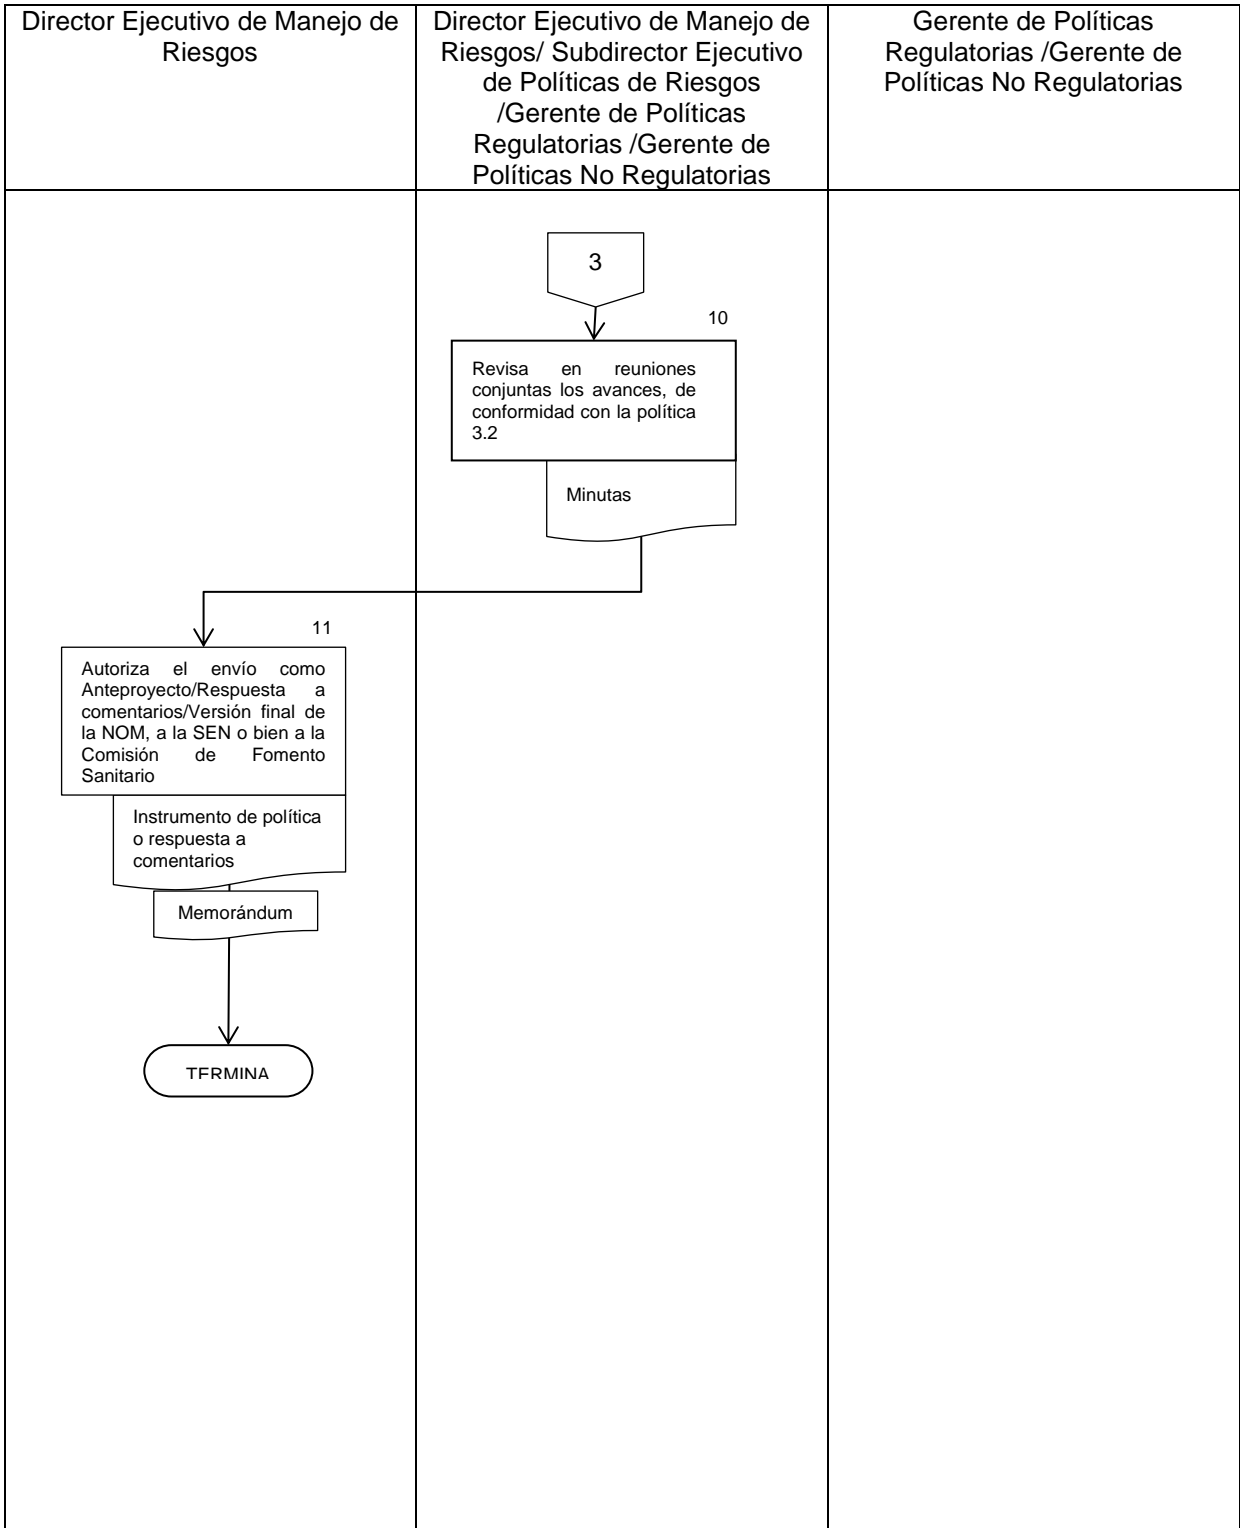 Director Ejecutivo de Manejo de
Riesgos
Director Ejecutivo de Manejo de
Riesgos/ Subdirector Ejecutivo
de Políticas de Riesgos
/Gerente de Políticas
Regulatorias /Gerente de
Políticas No Regulatorias
Gerente de Políticas
Regulatorias /Gerente de
Políticas No Regulatorias
3
10
Revisa en reuniones
conjuntas los avances, de
conformidad con la política
3.2
Minutas
11
Autoriza el envío como
Anteproyecto/Respuesta a
comentarios/Versión final de
la NOM, a la SEN o bien a la
Comisión de Fomento
Sanitario
Instrumento de política
o respuesta a
comentarios
Memorándum
TERMINA